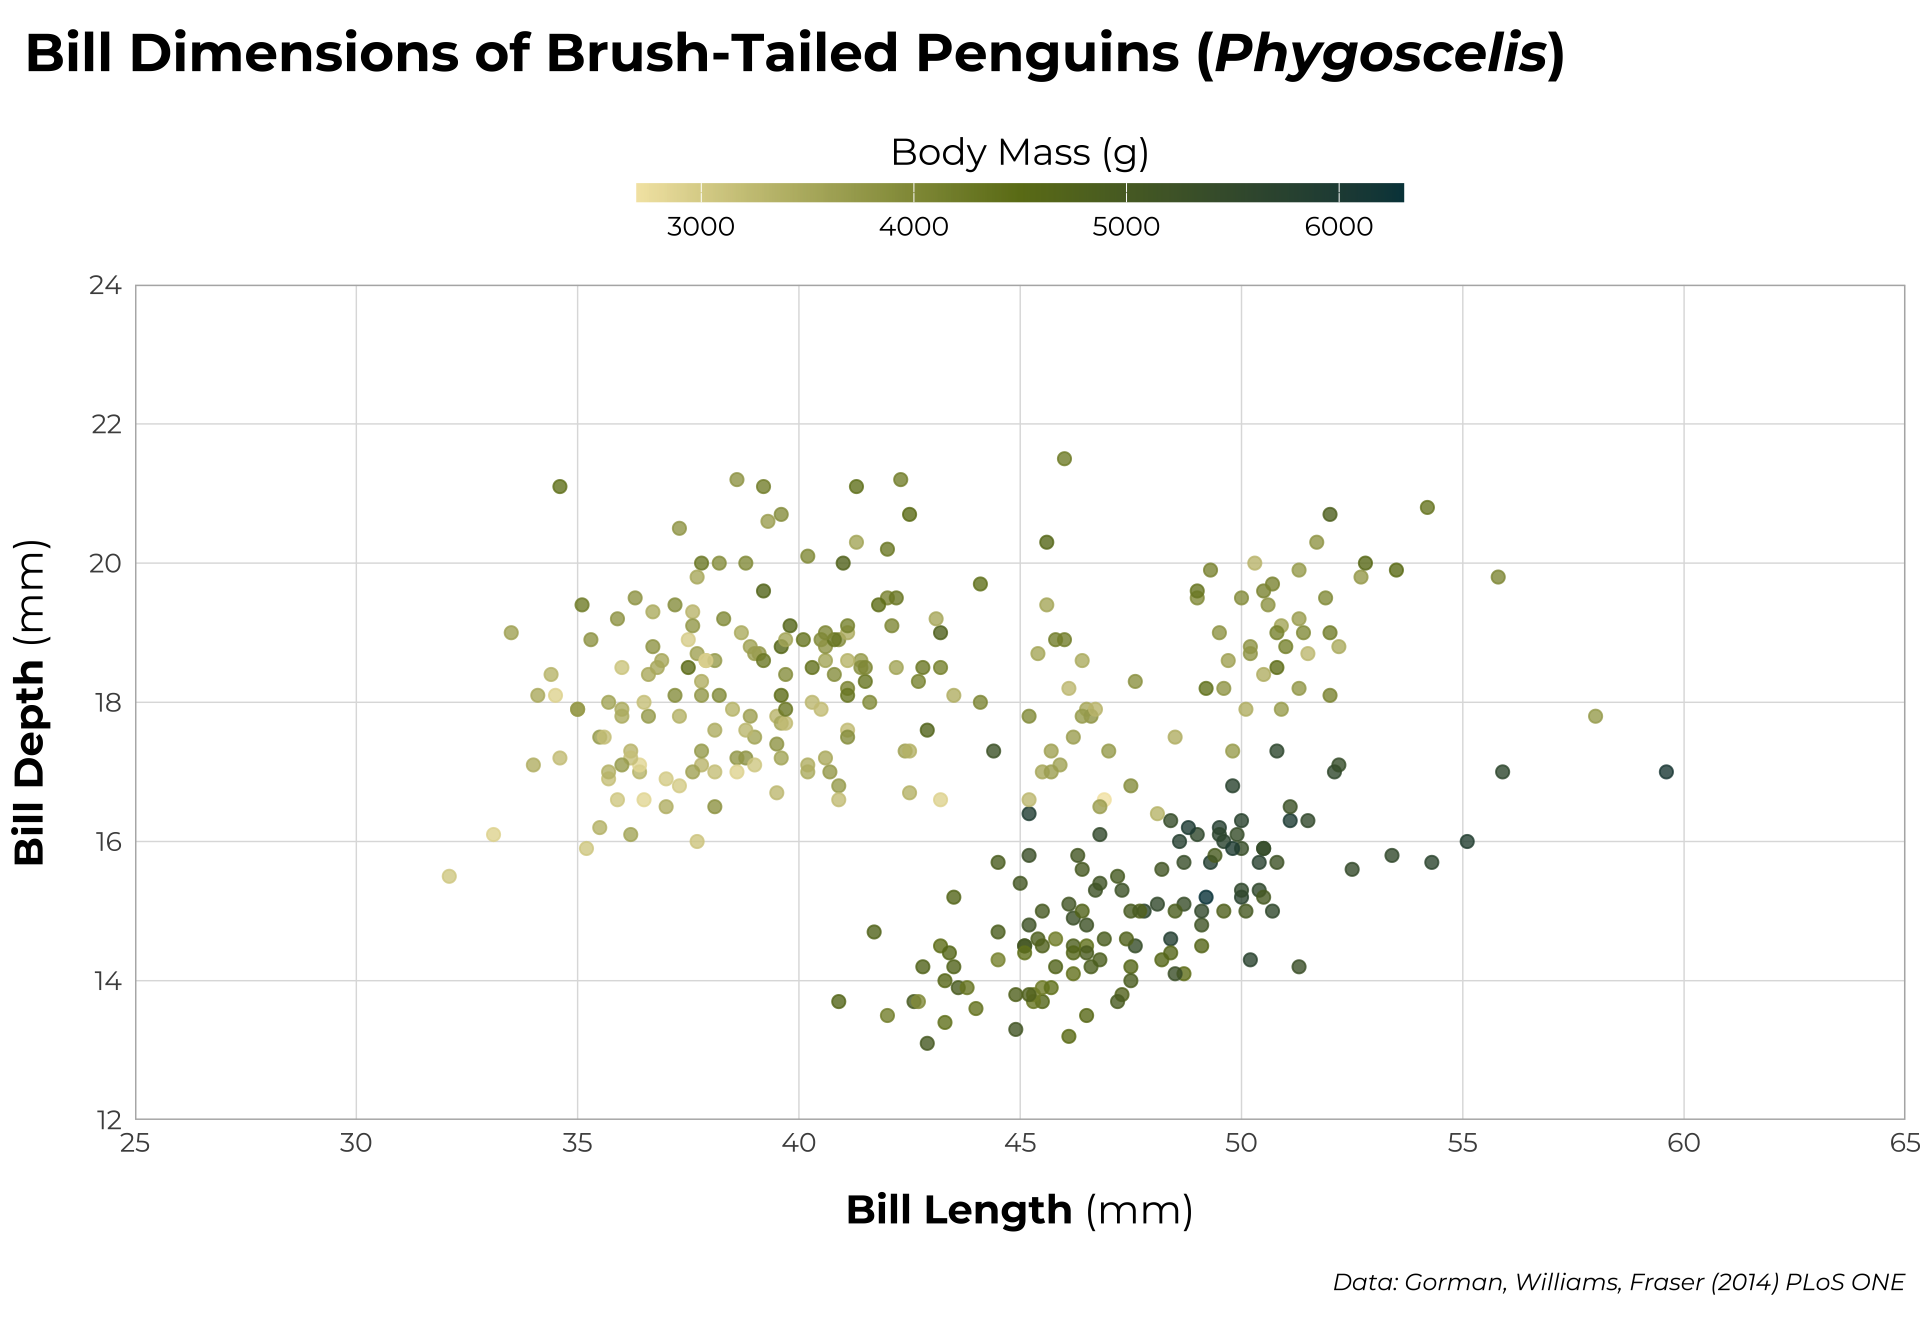 Bill Dimensions of Brush-Tailed Penguins (Phygoscelis)
Body Mass (g)
3000 4000 5000 6000
24
22
20
18
16
14
12
Bill Depth (mm)
25 30 35 40 45 50 55 60 65
Bill Length (mm)
Data: Gorman, Williams, Fraser (2014) PLoS ONE